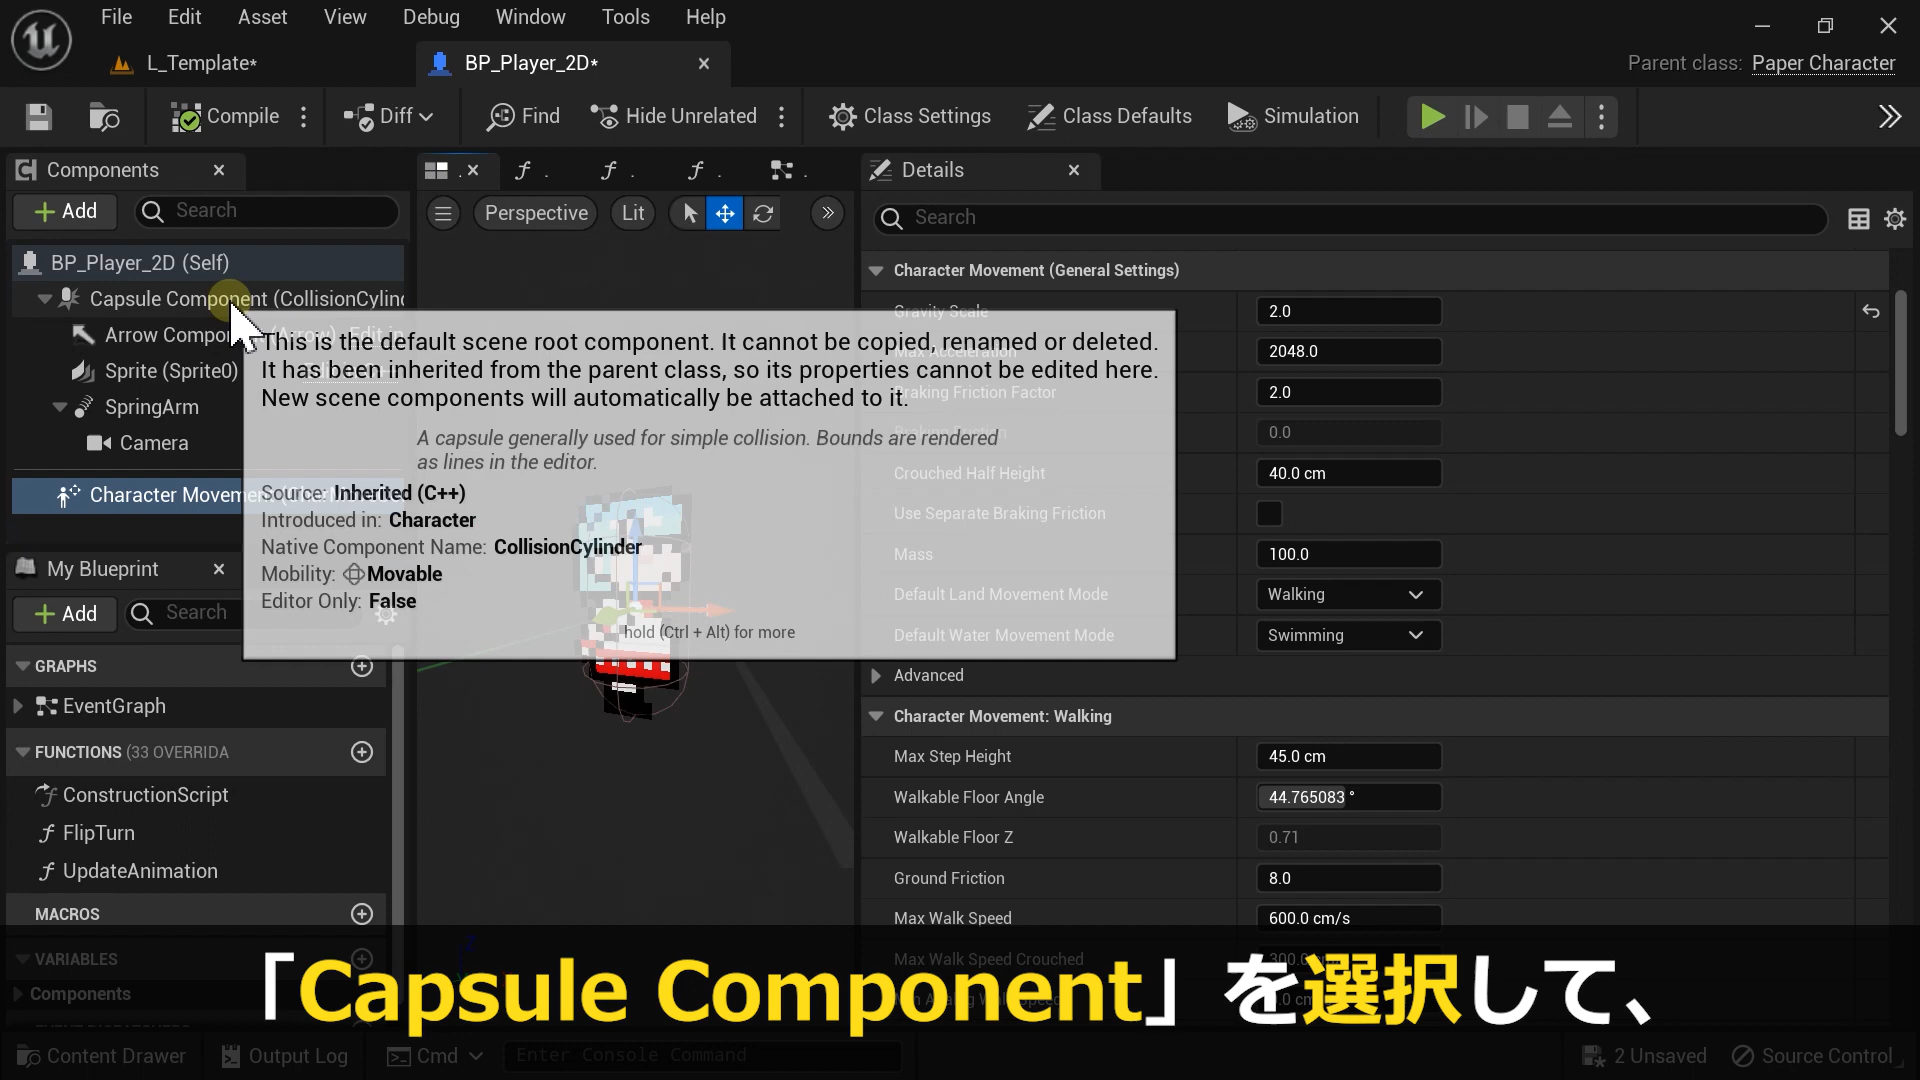 File Edit Asset View Debug Window Tools Help
L_Template*
BP_Player_2D*
Parent class: Paper Character
Compile
Diff
Find
Hide Unrelated
Class Settings
Class Defaults
Simulation
Components
Details
Add
Search
Perspective
Lit
Search
BP_Player_2D (Self)
Capsule Component (CollisionCylind
Arrow Compo
Sprite (Sprite0)
SpringArm
Camera
Character Movemen
This is the default scene root component. It cannot be copied, renamed or deleted.
It has been inherited from the parent class, so its properties cannot be edited here.
New scene components will automatically be attached to it.
A capsule generally used for simple collision. Bounds are rendered
as lines in the editor.
Source: Inherited (C++)
Introduced in: Character
Native Component Name: CollisionCylinder
Mobility: Movable
Editor Only: False
hold (Ctrl + Alt) for more
My Blueprint
Add
Search
GRAPHS
EventGraph
FUNCTIONS (33 OVERRIDA
ConstructionScript
FlipTurn
UpdateAnimation
MACROS
VARIABLES
Components
Character Movement (General Settings)
Gravity Scale 2.0
Max Acceleration 2048.0
Braking Friction Factor 2.0
Braking Friction 0.0
Crouched Half Height 40.0 cm
Use Separate Braking Friction
Mass 100.0
Default Land Movement Mode Walking
Default Water Movement Mode Swimming
Advanced
Character Movement: Walking
Max Step Height 45.0 cm
Walkable Floor Angle 44.765083 °
Walkable Floor Z 0.71
Ground Friction 8.0
Max Walk Speed 600.0 cm/s
Max Walk Speed Crouched
「Capsule Component」を選択して、
Content Drawer
Output Log
Cmd
Enter Console Command
2 Unsaved
Source Control